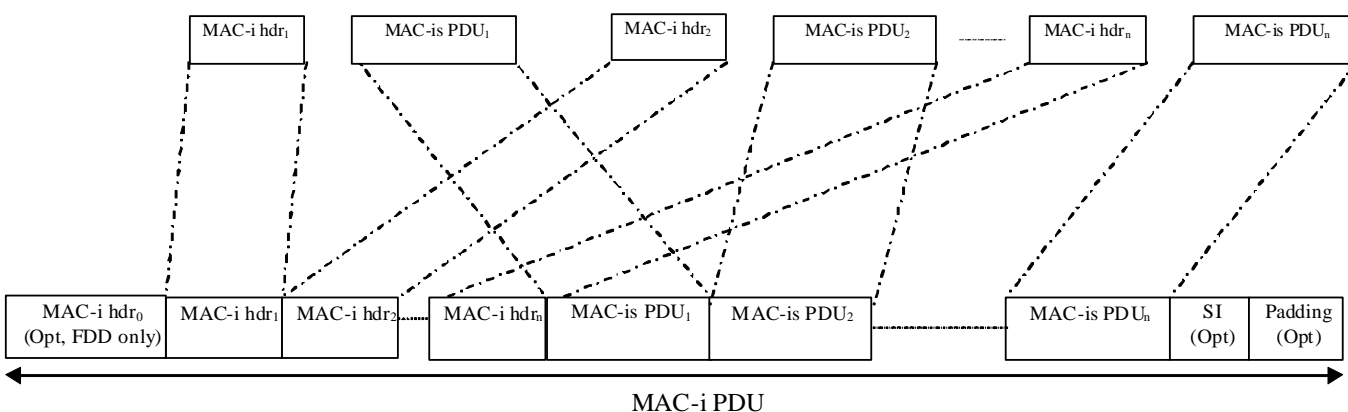 MAC-i hdr₁ MAC-is PDU₁ MAC-i hdr₂ MAC-is PDU₂ MAC-i hdrₙ MAC-is PDUₙ
MAC-i hdr₀ MAC-i hdr₁ MAC-i hdr₂ MAC-i hdrₙ MAC-is PDU₁ MAC-is PDU₂ MAC-is PDUₙ SI Padding
(Opt, FDD only) (Opt) (Opt)
MAC-i PDU